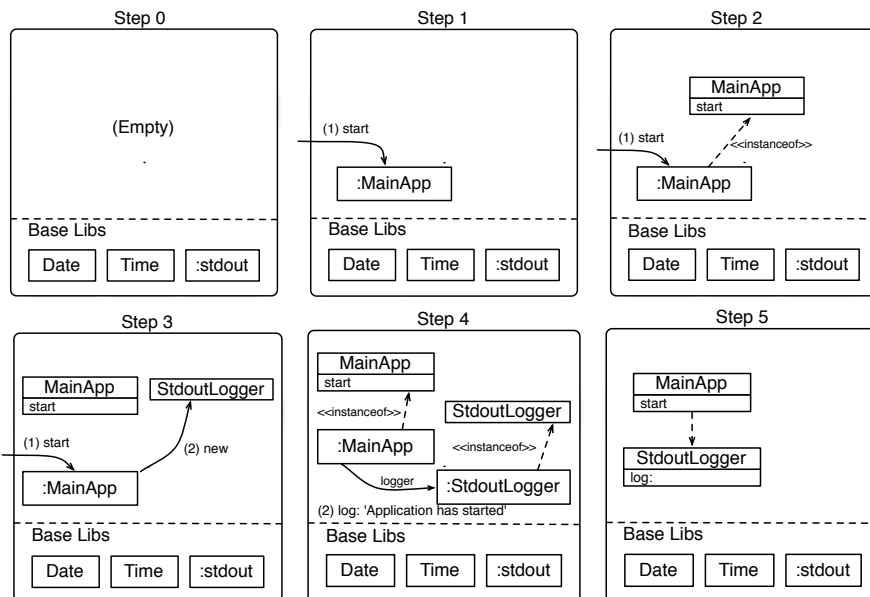 Step 0
(Empty)
Base Libs
Date
Time
:stdout
Step 1
(1) start
:MainApp
Base Libs
Date
Time
:stdout
Step 2
MainApp
start
(1) start
<<instanceof>>
:MainApp
Base Libs
Date
Time
:stdout
Step 3
MainApp
start
StdoutLogger
(1) start
(2) new
:MainApp
Base Libs
Date
Time
:stdout
Step 4
MainApp
start
<<instanceof>>
StdoutLogger
:MainApp
<<instanceof>>
logger
:StdoutLogger
(2) log: 'Application has started'
Base Libs
Date
Time
:stdout
Step 5
MainApp
start
StdoutLogger
log:
Base Libs
Date
Time
:stdout